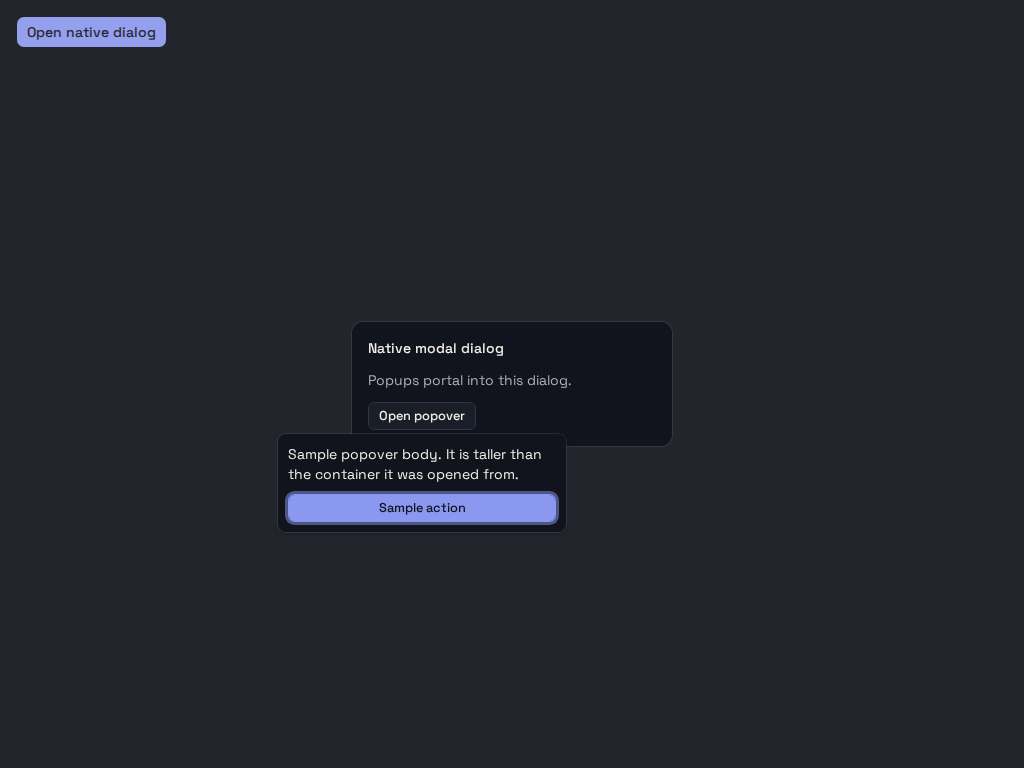 Open native dialog
Native modal dialog
Popups portal into this dialog.
Open popover
Sample popover body. It is taller than
the container it was opened from.
Sample action